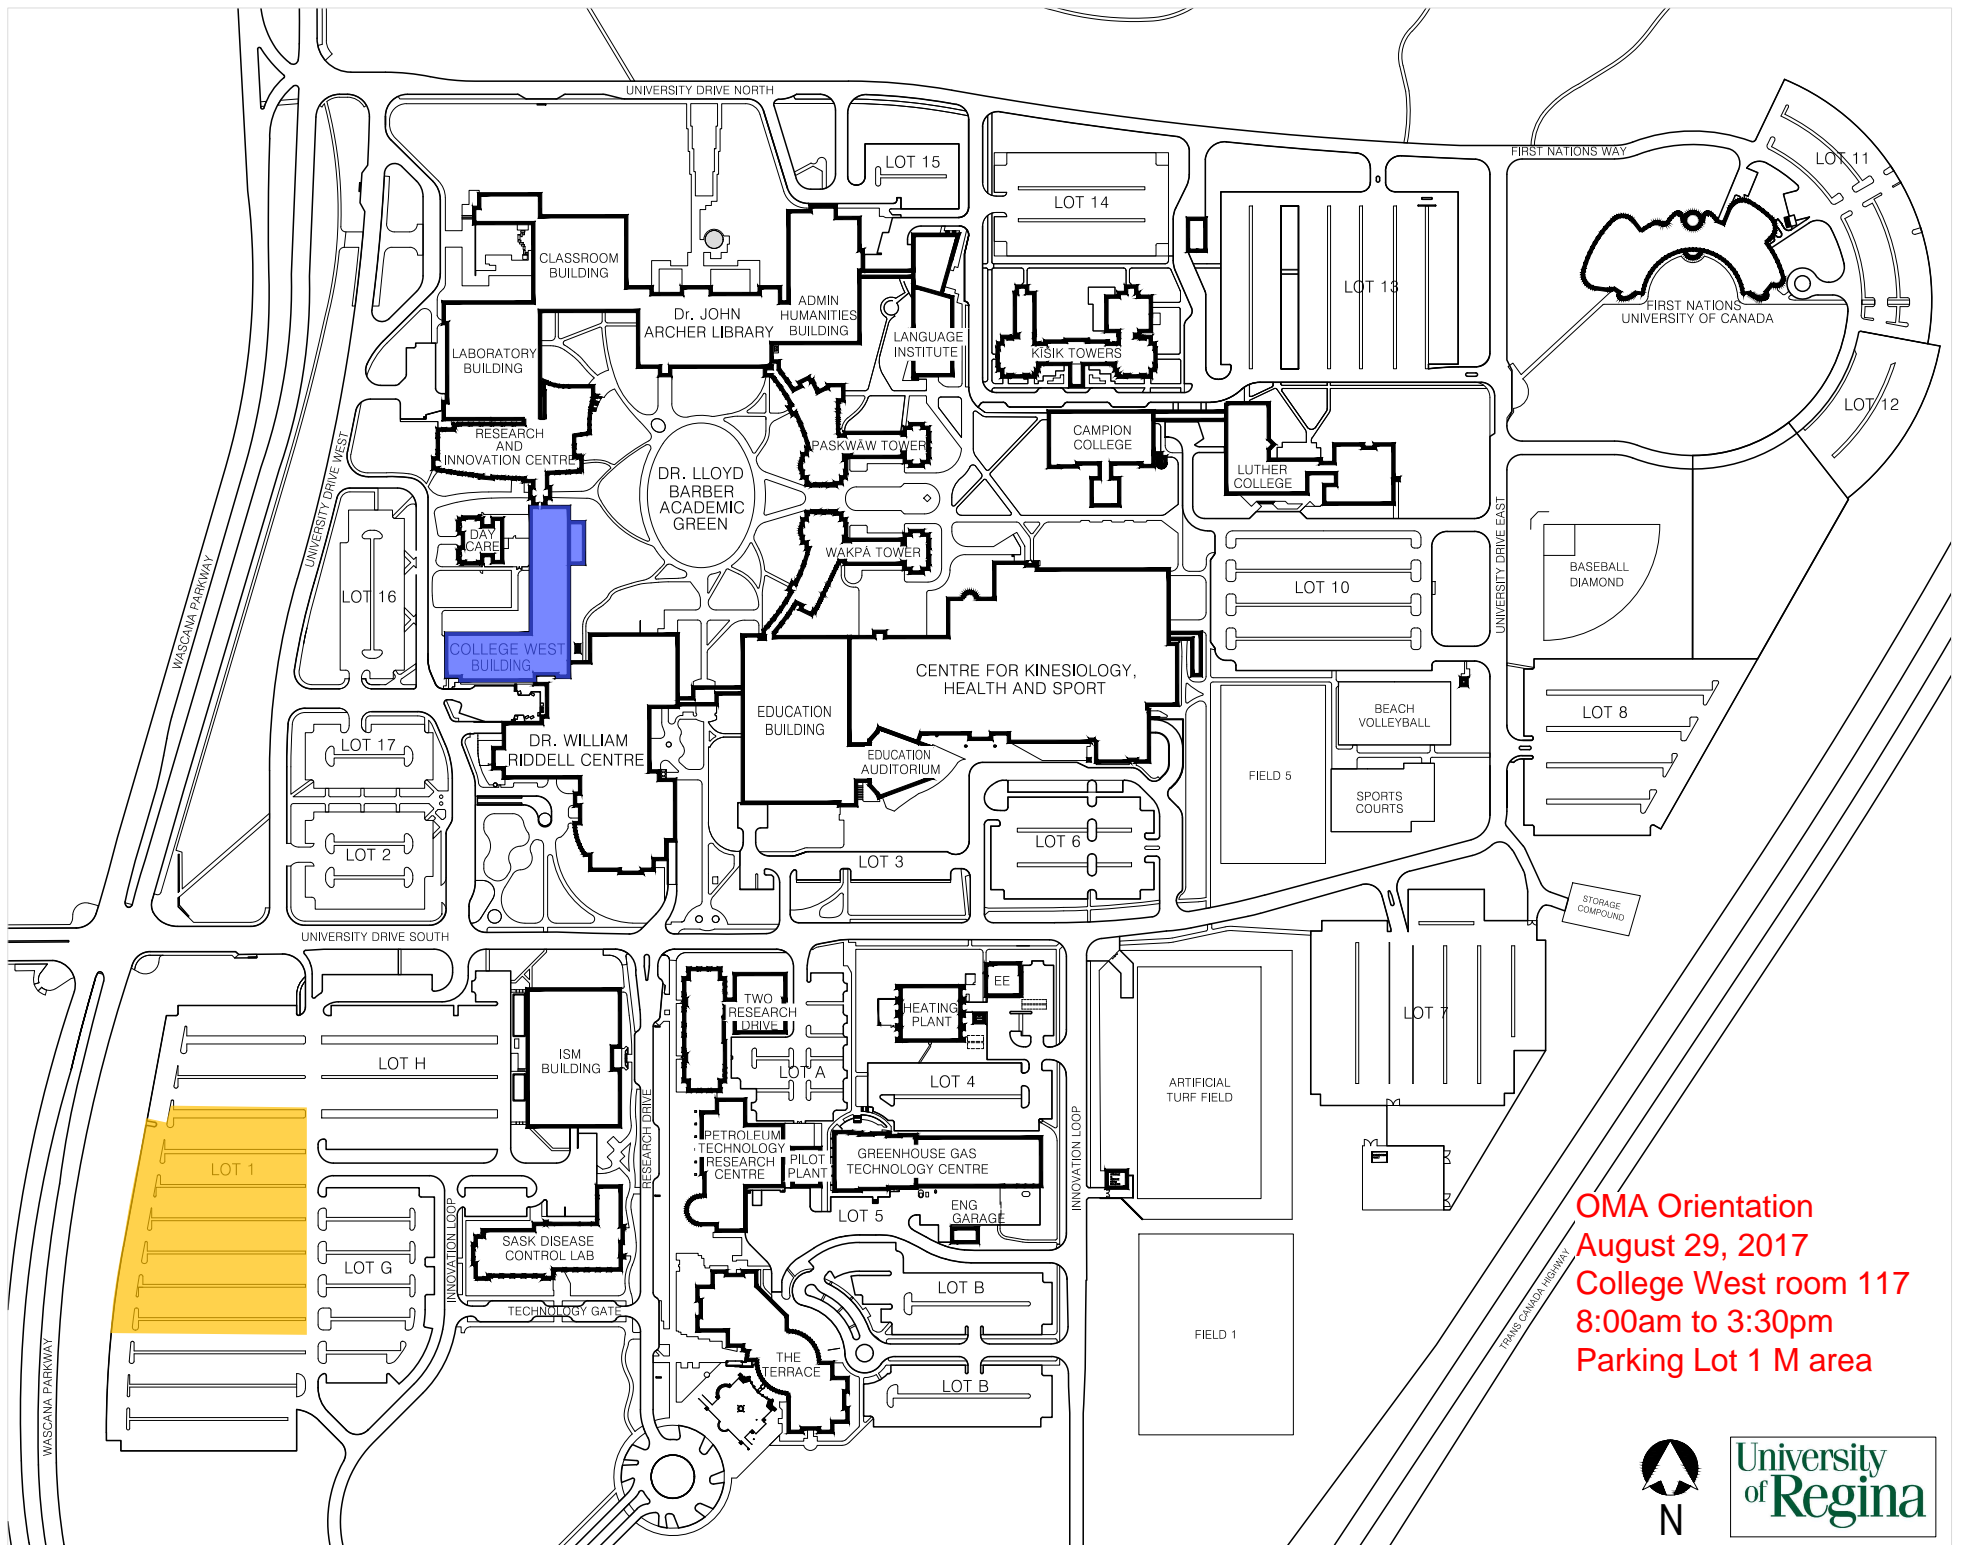 UNIVERSITY DRIVE NORTH
FIRST NATIONS WAY
LOT 11
LOT 15
LOT 14
CLASSROOM
BUILDING
LOT 13
ADMIN
HUMANITIES
BUILDING
Dr. JOHN
ARCHER LIBRARY
FIRST NATIONS
UNIVERSITY OF CANADA
LANGUAGE
INSTITUTE
KĪSIK TOWERS
LABORATORY
BUILDING
LOT 12
RESEARCH
AND
INNOVATION CENTRE
PASKWĀW TOWER
CAMPION
COLLEGE
LUTHER
COLLEGE
DR. LLOYD
BARBER
ACADEMIC
GREEN
UNIVERSITY DRIVE WEST
UNIVERSITY DRIVE EAST
DAY
CARE
WAKPÁ TOWER
WASCANA PARKWAY
LOT 16
LOT 10
BASEBALL
DIAMOND
COLLEGE WEST
BUILDING
CENTRE FOR KINESIOLOGY,
HEALTH AND SPORT
EDUCATION
BUILDING
BEACH
VOLLEYBALL
LOT 8
LOT 17
DR. WILLIAM
RIDDELL CENTRE
EDUCATION
AUDITORIUM
FIELD 5
SPORTS
COURTS
LOT 2
LOT 3
LOT 6
STORAGE
COMPOUND
UNIVERSITY DRIVE SOUTH
TWO
RESEARCH
DRIVE
EE
HEATING
PLANT
LOT 7
LOT H
ISM
BUILDING
LOT A
LOT 4
ARTIFICIAL
TURF FIELD
RESEARCH DRIVE
INNOVATION LOOP
PETROLEUM
TECHNOLOGY
RESEARCH
CENTRE
PILOT
PLANT
GREENHOUSE GAS
TECHNOLOGY CENTRE
LOT 1
LOT 5
ENG
GARAGE
INNOVATION LOOP
SASK DISEASE
CONTROL LAB
LOT G
LOT B
TECHNOLOGY GATE
FIELD 1
THE
TERRACE
LOT B
WASCANA PARKWAY
TRANS CANADA HIGHWAY
OMA Orientation
August 29, 2017
College West room 117
8:00am to 3:30pm
Parking Lot 1 M area
N
University
of Regina